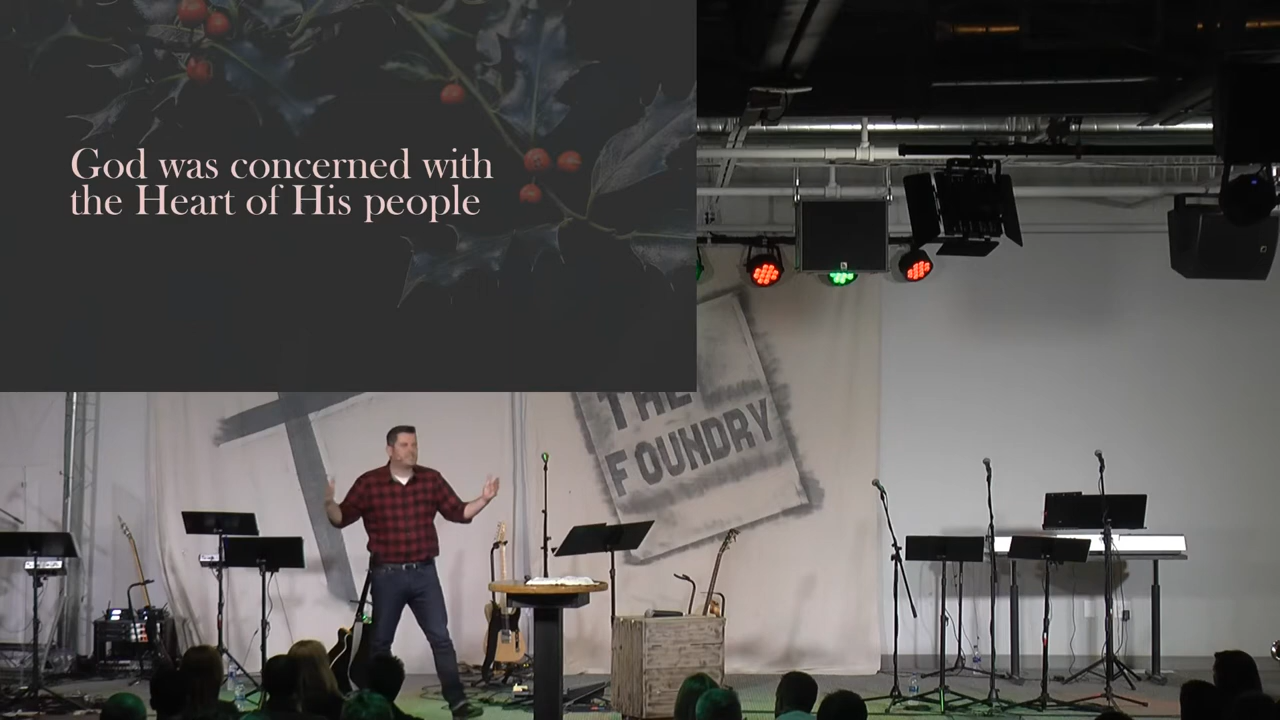 God was concerned with
the Heart of His people
THE
FOUNDRY